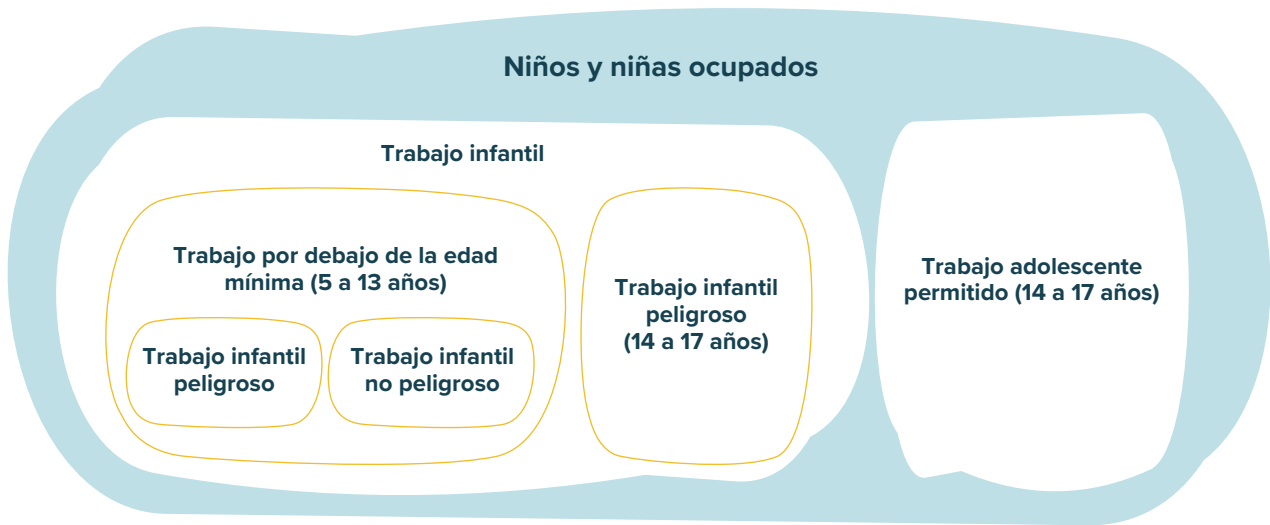 Niños y niñas ocupados
Trabajo infantil
Trabajo por debajo de la edad
mínima (5 a 13 años)
Trabajo infantil
peligroso
Trabajo infantil
no peligroso
Trabajo infantil
peligroso
(14 a 17 años)
Trabajo adolescente
permitido (14 a 17 años)